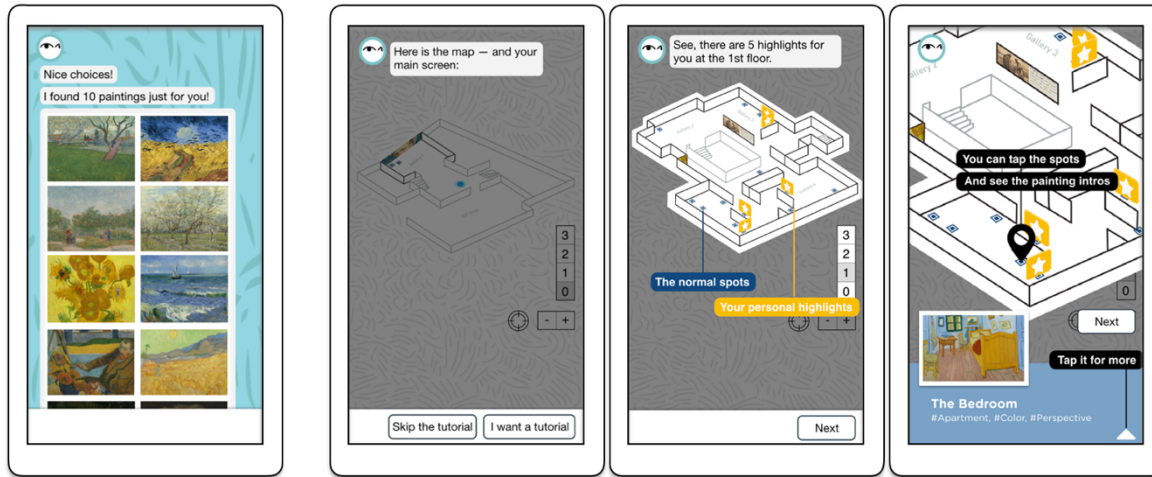 Nice choices!
I found 10 paintings just for you!
Here is the map — and your
main screen:
3
2
1
0
- +
Skip the tutorial
I want a tutorial
See, there are 5 highlights for
you at the 1st floor.
3
2
1
0
The normal spots
Your personal highlights
- +
Next
Gallery 3
Gallery 2
You can tap the spots
And see the painting intros
0
Next
Tap it for more
The Bedroom
#Apartment, #Color, #Perspective